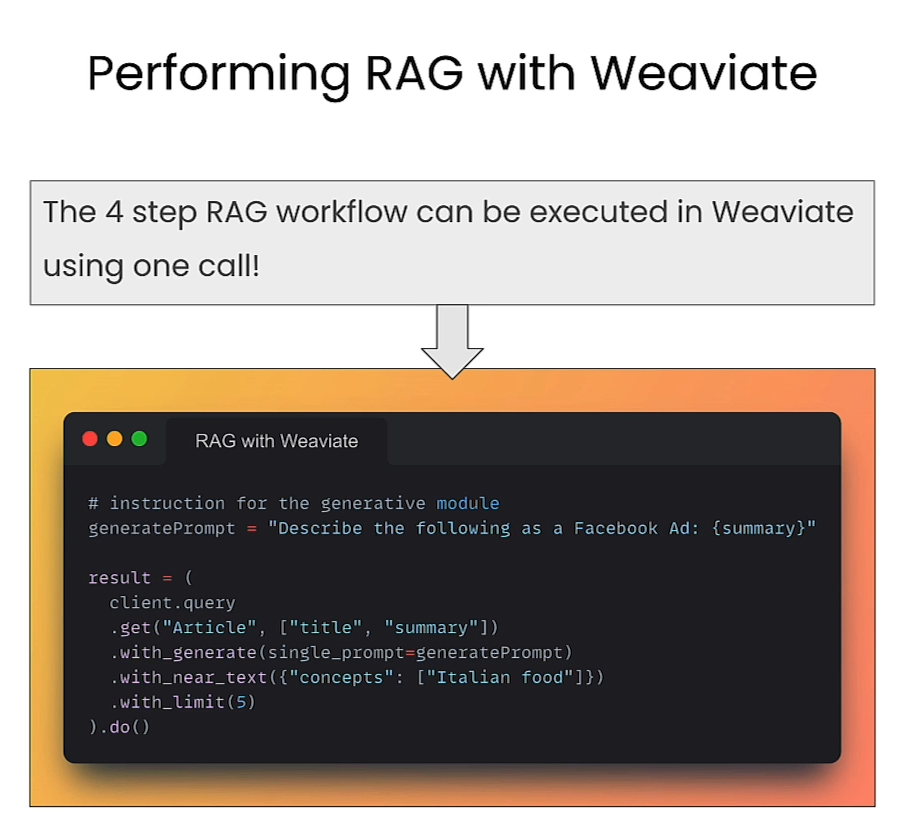 Performing RAG with Weaviate
The 4 step RAG workflow can be executed in Weaviate
using one call!
RAG with Weaviate
# instruction for the generative module
generatePrompt = "Describe the following as a Facebook Ad: {summary}"
result = (
  client.query
  .get("Article", ["title", "summary"])
  .with_generate(single_prompt=generatePrompt)
  .with_near_text({"concepts": ["Italian food"]})
  .with_limit(5)
).do()